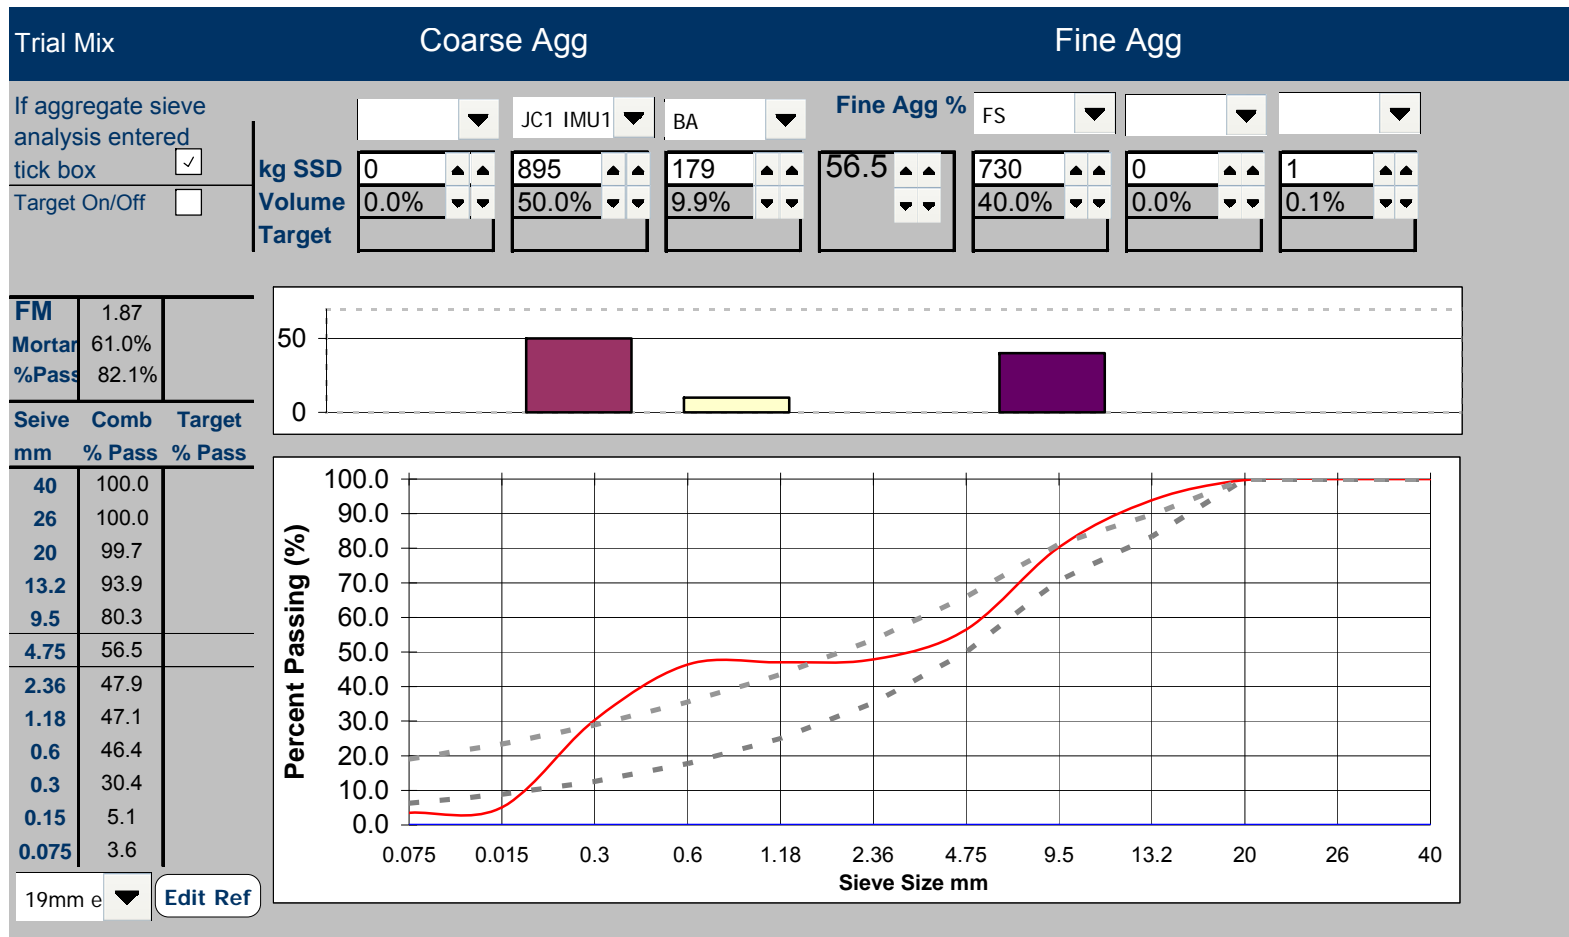 Trial Mix Coarse Agg Fine Agg
If aggregate sieve
analysis entered
tick box
Target On/Off
JC1 IMU1 BA Fine Agg % FS
kg SSD 0 895 179 56.5 730 0 1
Volume 0.0% 50.0% 9.9% 40.0% 0.0% 0.1%
Target
FM 1.87
Mortar 61.0%
%Pass 82.1%
Seive Comb Target
mm % Pass % Pass
40 100.0
26 100.0
20 99.7
13.2 93.9
9.5 80.3
4.75 56.5
2.36 47.9
1.18 47.1
0.6 46.4
0.3 30.4
0.15 5.1
0.075 3.6
19mm e Edit Ref
50
0
Percent Passing (%)
100.0
90.0
80.0
70.0
60.0
50.0
40.0
30.0
20.0
10.0
0.0
0.075 0.015 0.3 0.6 1.18 2.36 4.75 9.5 13.2 20 26 40
Sieve Size mm